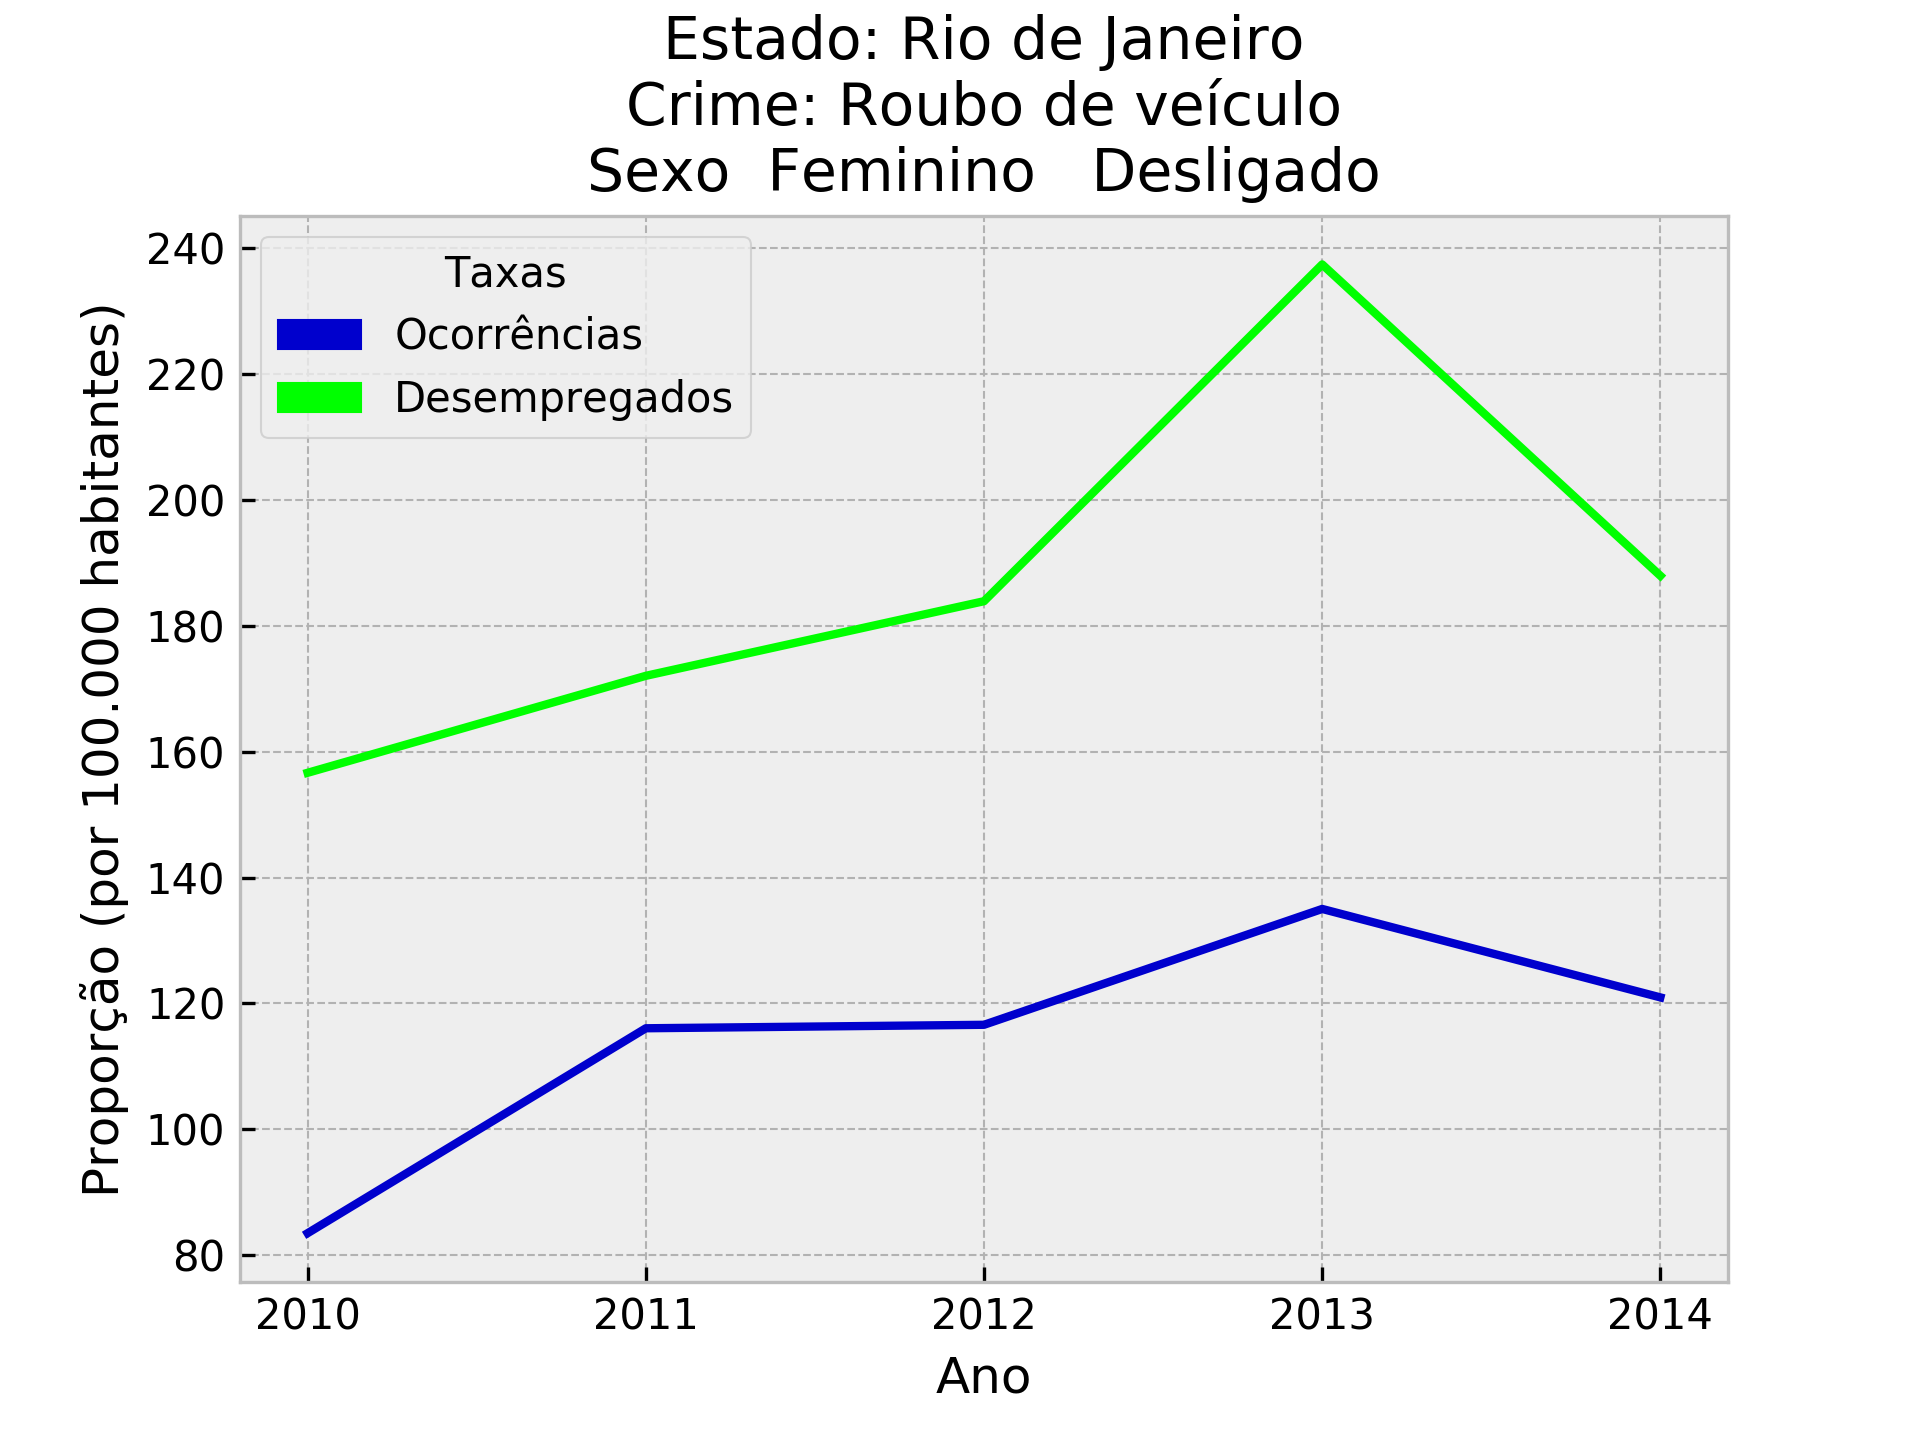 Estado: Rio de Janeiro
Crime: Roubo de veículo
Sexo  Feminino   Desligado
Taxas
Ocorrências
Desempregados
Proporção (por 100.000 habitantes)
240
220
200
180
160
140
120
100
80
2010 2011 2012 2013 2014
Ano